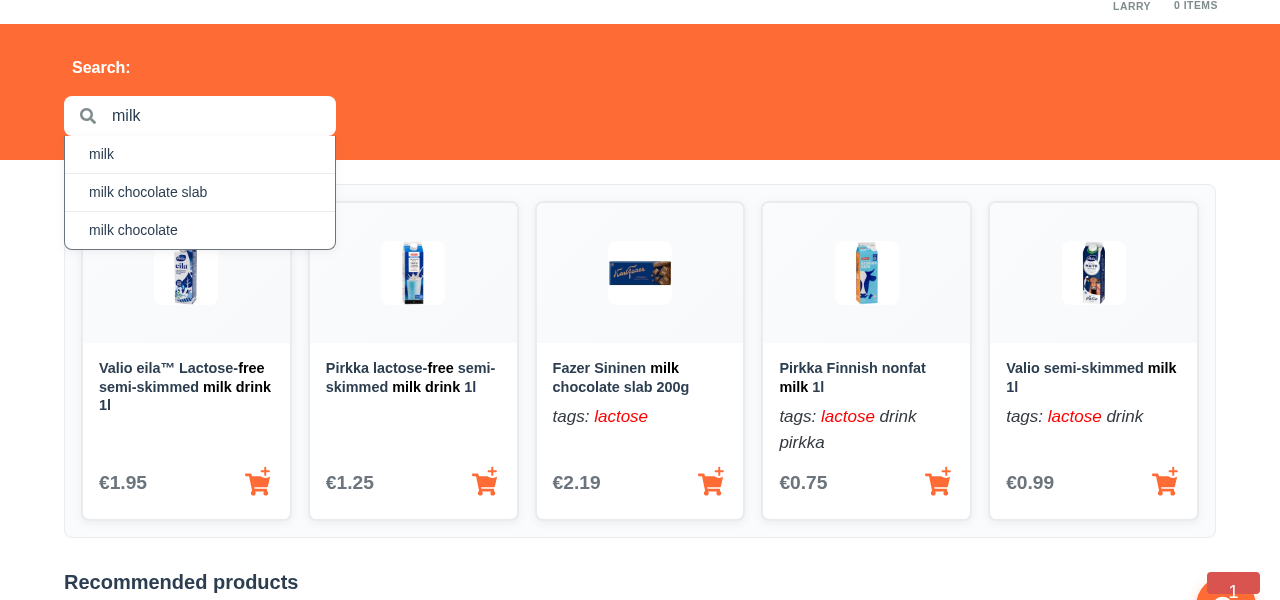 LARRY 0 ITEMS
Search:
milk
milk
milk chocolate slab
milk chocolate
eila
Valio eila™ Lactose-free
semi-skimmed milk drink
1l
€1.95
Pirkka lactose-free semi-
skimmed milk drink 1l
€1.25
Fazer Sininen milk
chocolate slab 200g
tags: lactose
€2.19
Pirkka Finnish nonfat
milk 1l
tags: lactose drink
pirkka
€0.75
Valio semi-skimmed milk
1l
tags: lactose drink
€0.99
Recommended products
1